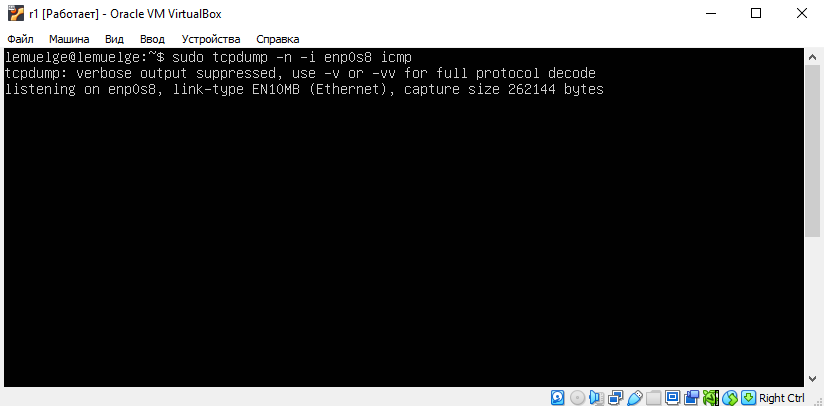 r1 [Работает] - Oracle VM VirtualBox
Файл Машина Вид Ввод Устройства Справка
lemuelge@lemuelge:~$ sudo tcpdump -n -i enp0s8 icmp
tcpdump: verbose output suppressed, use -v or -vv for full protocol decode
listening on enp0s8, link-type EN10MB (Ethernet), capture size 262144 bytes
Right Ctrl